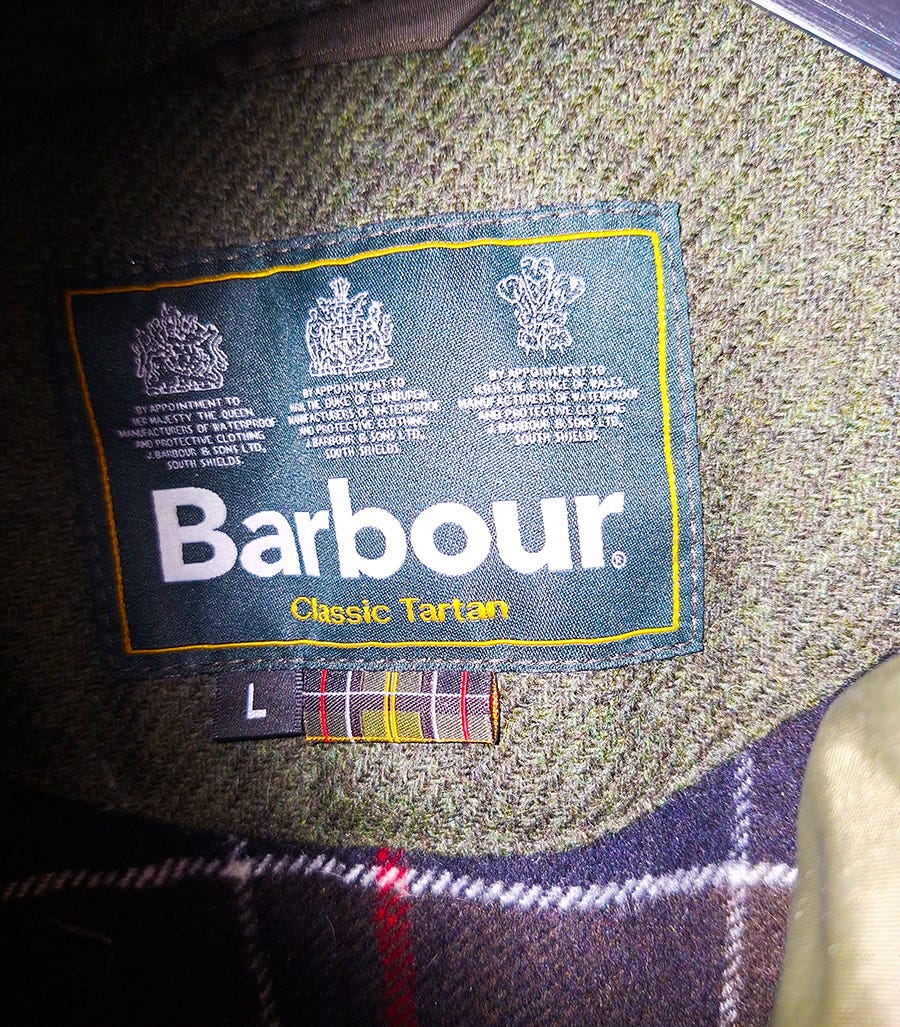 BY APPOINTMENT TO
HER MAJESTY THE QUEEN,
MANUFACTURERS OF WATERPROOF
AND PROTECTIVE CLOTHING
J.BARBOUR & SONS LTD,
SOUTH SHIELDS.
BY APPOINTMENT TO
THE DUKE OF EDINBURGH,
MANUFACTURERS OF WATERPROOF
AND PROTECTIVE CLOTHING
J.BARBOUR & SONS LTD,
SOUTH SHIELDS.
BY APPOINTMENT TO
THE PRINCE OF WALES,
MANUFACTURERS OF WATERPROOF
AND PROTECTIVE CLOTHING
J.BARBOUR & SONS LTD,
SOUTH SHIELDS.
Barbour®
Classic Tartan
L